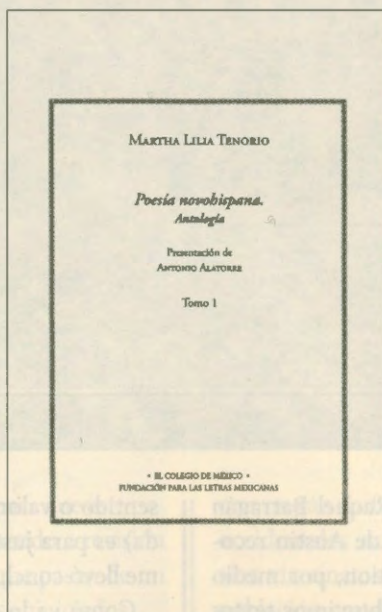 MARTHA LILIA TENORIO
Poesía novohispana.
Antología
Presentación de
ANTONIO ALATORRE
Tomo 1
• EL COLEGIO DE MÉXICO •
FUNDACIÓN PARA LAS LETRAS MEXICANAS